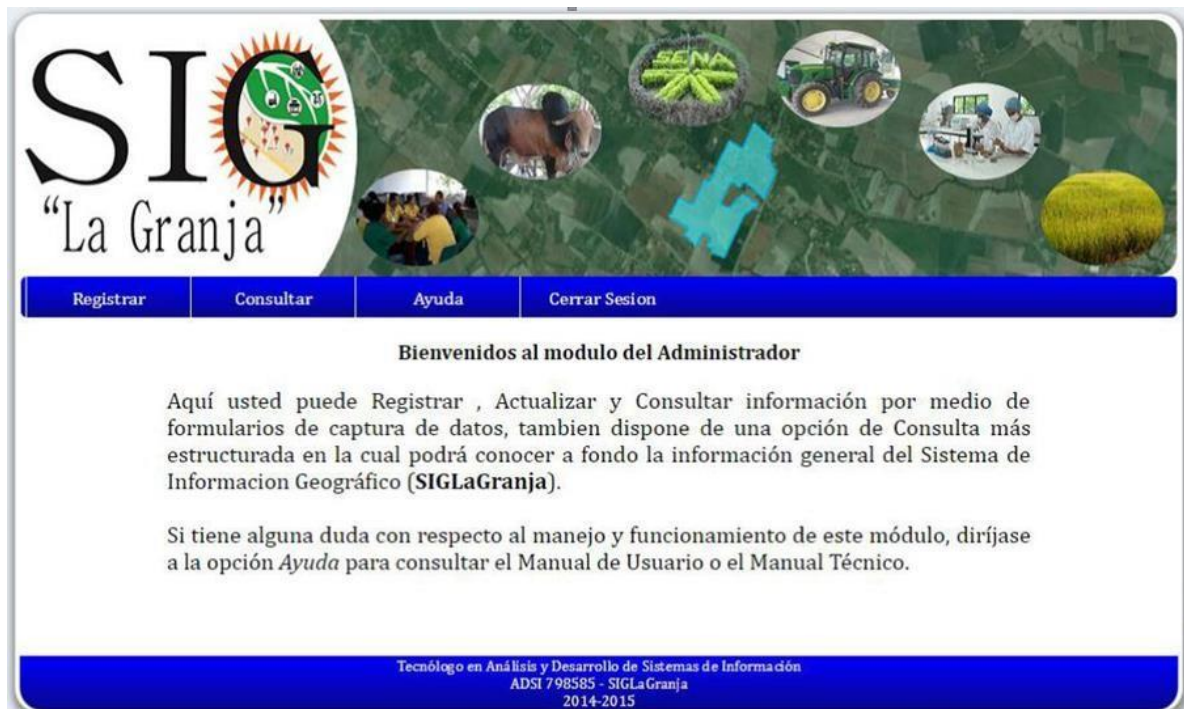 SIG
"La Granja"
SENA
Registrar Consultar Ayuda Cerrar Sesion
Bienvenidos al modulo del Administrador
Aquí usted puede Registrar , Actualizar y Consultar información por medio de
formularios de captura de datos, tambien dispone de una opción de Consulta más
estructurada en la cual podrá conocer a fondo la información general del Sistema de
Informacion Geográfico (SIGLaGranja).
Si tiene alguna duda con respecto al manejo y funcionamiento de este módulo, diríjase
a la opción Ayuda para consultar el Manual de Usuario o el Manual Técnico.
Tecnólogo en Análisis y Desarrollo de Sistemas de Información
ADSI 798585 - SIGLaGranja
2014-2015